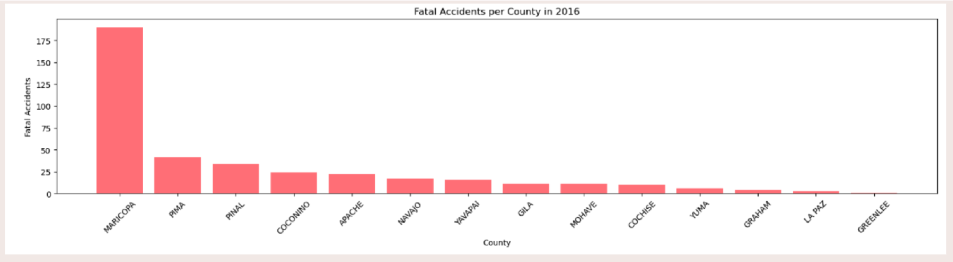 Fatal Accidents per County in 2016
Fatal Accidents
175
150
125
100
75
50
25
0
MARICOPA
PIMA
PINAL
COCONINO
APACHE
NAVAJO
YAVAPAI
GILA
MOHAVE
COCHISE
YUMA
GRAHAM
LA PAZ
GREENLEE
County